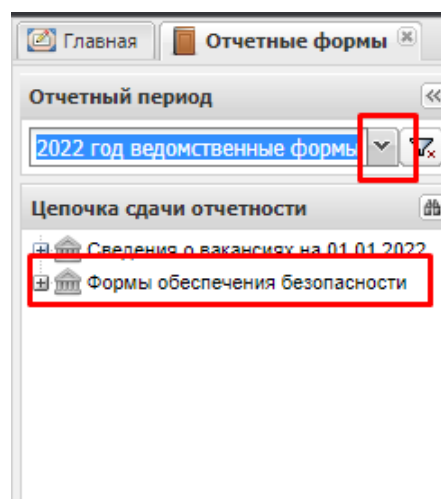 Главная Отчетные формы
Отчетный период
2022 год ведомственные формы
Цепочка сдачи отчетности
Сведения о вакансиях на 01.01.2022
Формы обеспечения безопасности